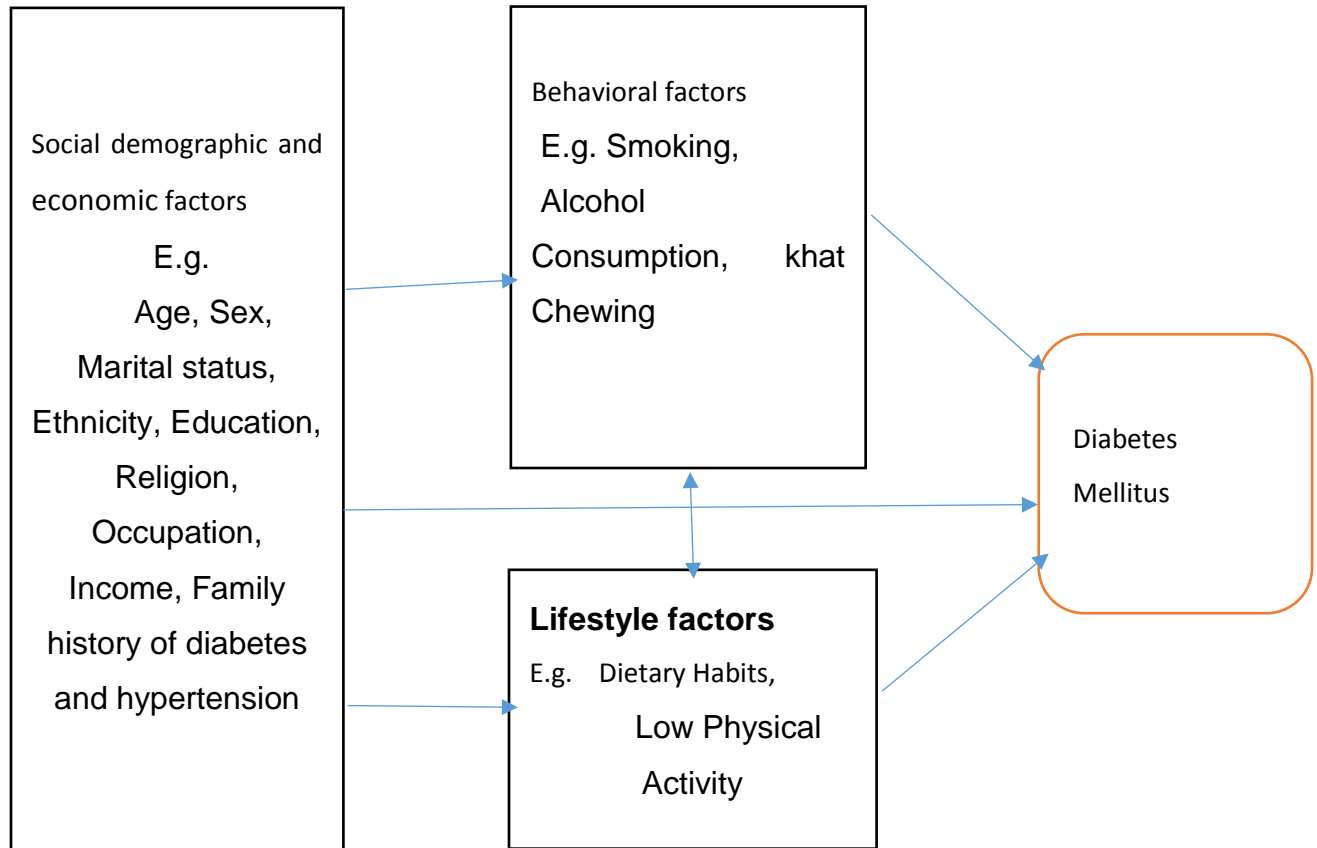 Social demographic and
economic factors
E.g.
Age, Sex,
Marital status,
Ethnicity, Education,
Religion,
Occupation,
Income, Family
history of diabetes
and hypertension
Behavioral factors
E.g. Smoking,
Alcohol
Consumption, khat
Chewing
Lifestyle factors
E.g. Dietary Habits,
Low Physical
Activity
Diabetes
Mellitus